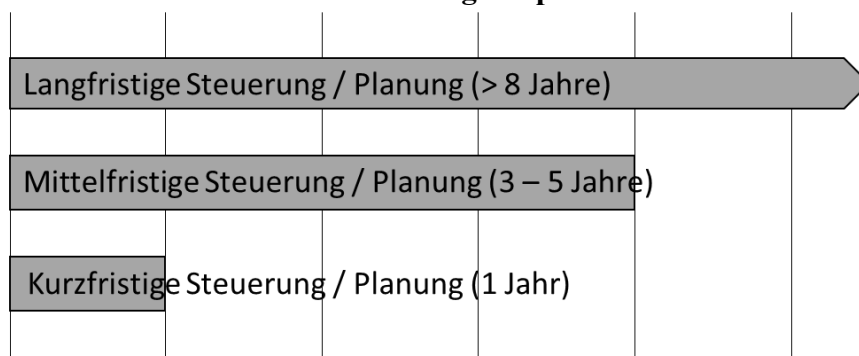 Langfristige Steuerung / Planung (> 8 Jahre)
Mittelfristige Steuerung / Planung (3 – 5 Jahre)
Kurzfristige Steuerung / Planung (1 Jahr)